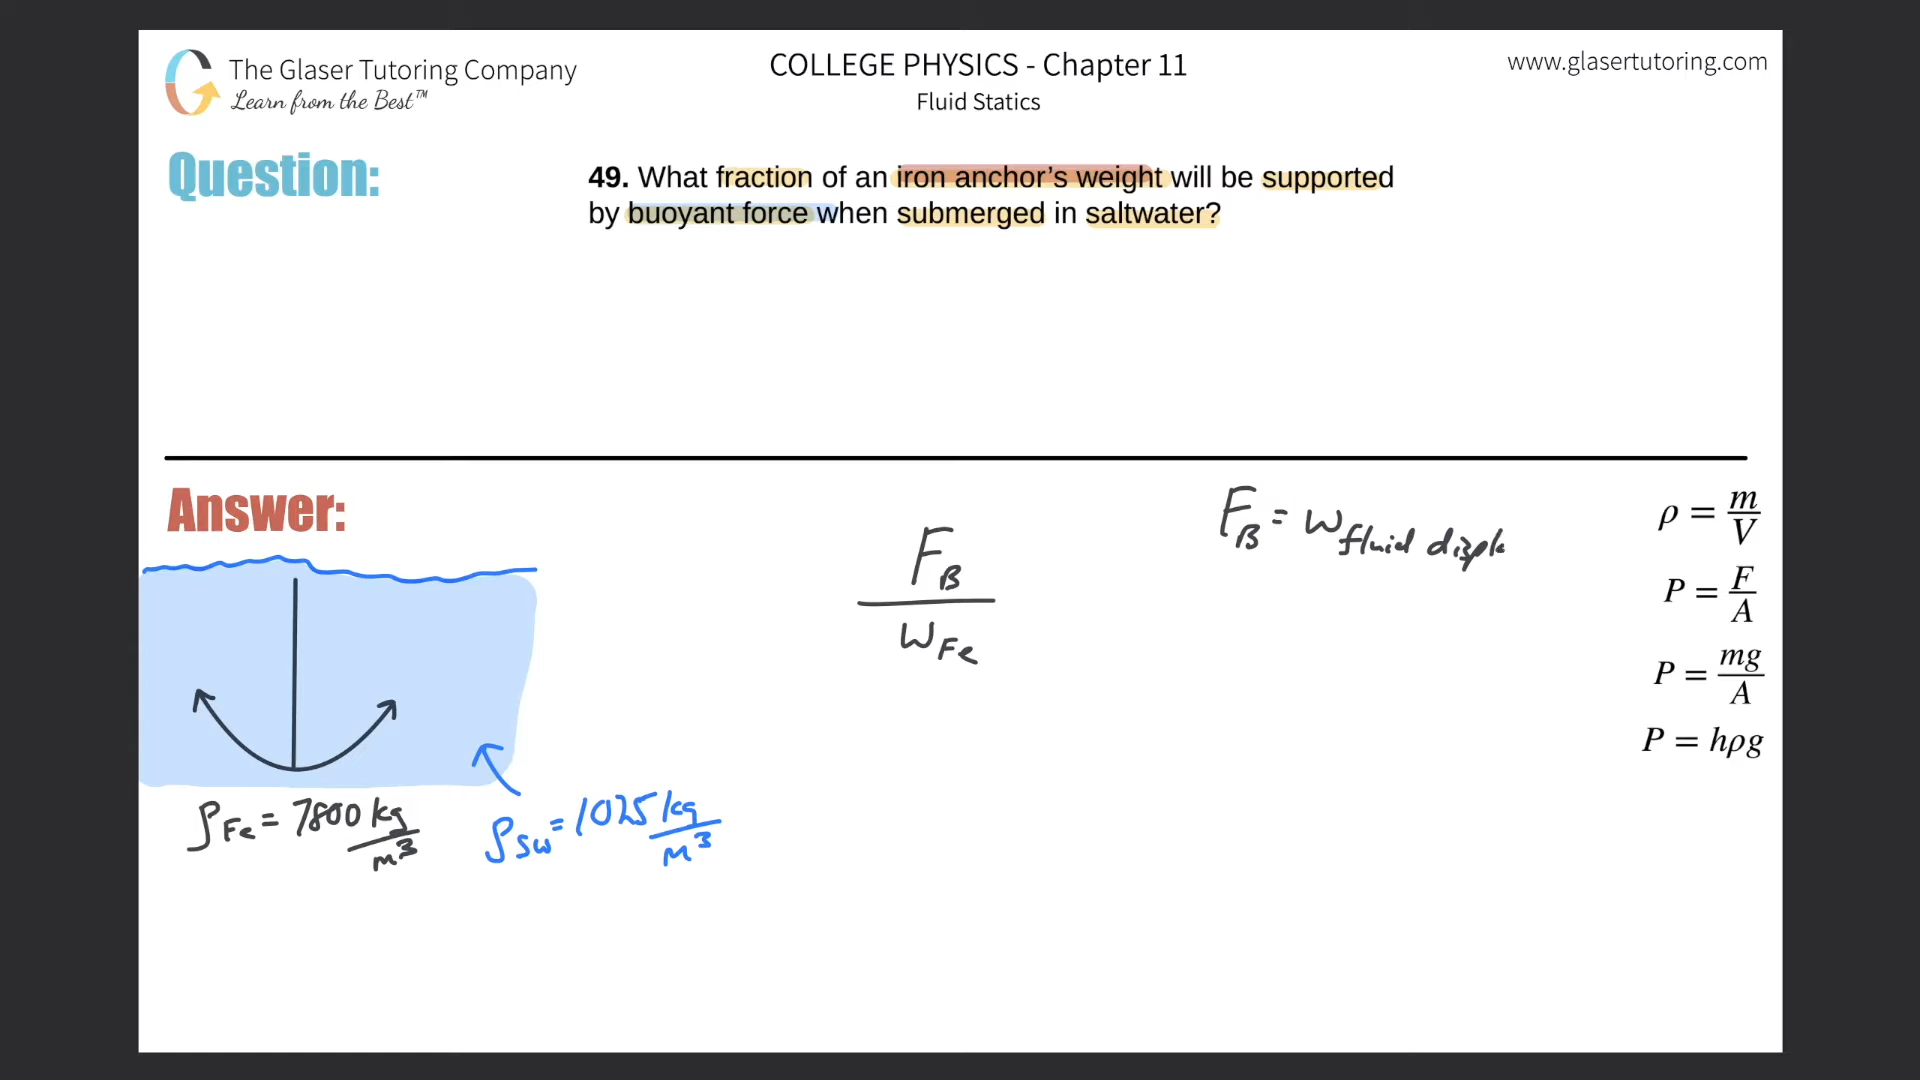 The Glaser Tutoring Company
Learn from the Best™
COLLEGE PHYSICS - Chapter 11
Fluid Statics
www.glasertutoring.com
Question:
49. What fraction of an iron anchor's weight will be supported
by buoyant force when submerged in saltwater?
Answer:
F_B / w_Fe
F_B = w_fluid displ
ρ = m/V
P = F/A
P = mg/A
P = hρg
ρ_Fe = 7800 kg/m³
ρ_sw = 1025 kg/m³